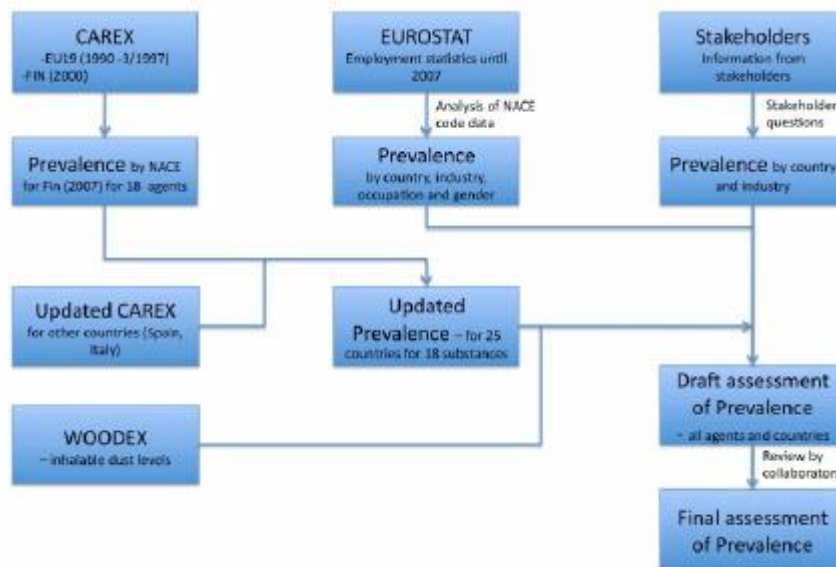 CAREX
-EU19 (1990 -3/1997)
-FIN (2000)
EUROSTAT
Employment statistics until
2007
Stakeholders
Information from
stakeholders
Analysis of NACE
code data
Stakeholder
questions
Prevalence by NACE
for Fin (2007) for 18 agents
Prevalence
by country, industry,
occupation and gender
Prevalence by country
and industry
Updated CAREX
for other countries (Spain,
Italy)
Updated
Prevalence – for 25
countries for 18 substances
Draft assessment
of Prevalence
– all agents and countries
WOODEX
– inhalable dust levels
Review by
collaborators
Final assessment
of Prevalence